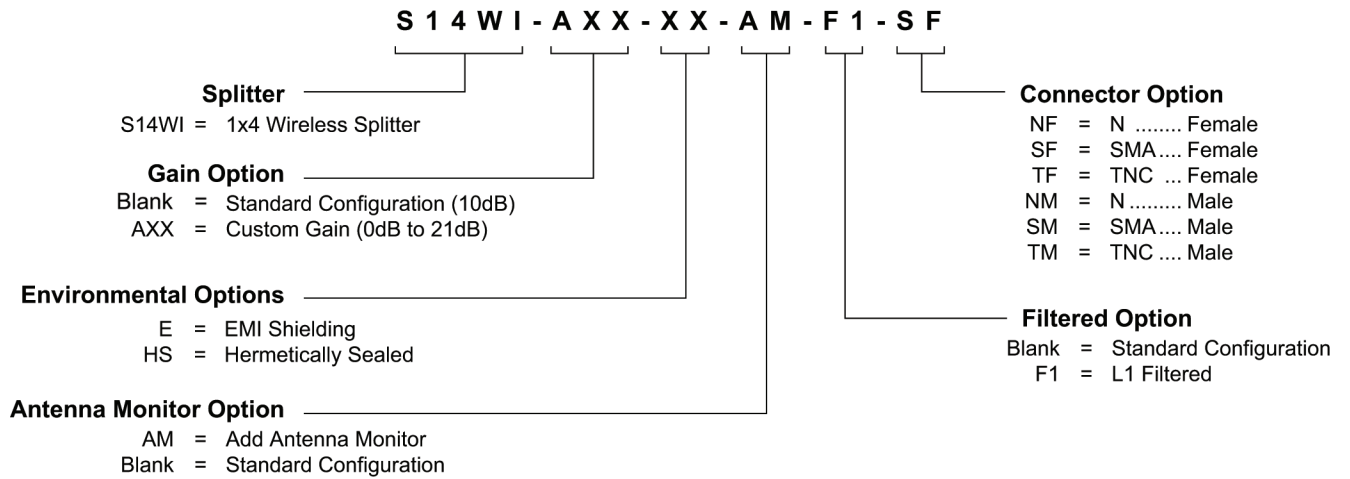 S14WI-AXX-XX-AM-F1-SF
Splitter
S14WI = 1x4 Wireless Splitter
Gain Option
Blank = Standard Configuration (10dB)
AXX = Custom Gain (0dB to 21dB)
Environmental Options
E = EMI Shielding
HS = Hermetically Sealed
Antenna Monitor Option
AM = Add Antenna Monitor
Blank = Standard Configuration
Connector Option
NF = N ........ Female
SF = SMA .... Female
TF = TNC ... Female
NM = N ......... Male
SM = SMA .... Male
TM = TNC .... Male
Filtered Option
Blank = Standard Configuration
F1 = L1 Filtered